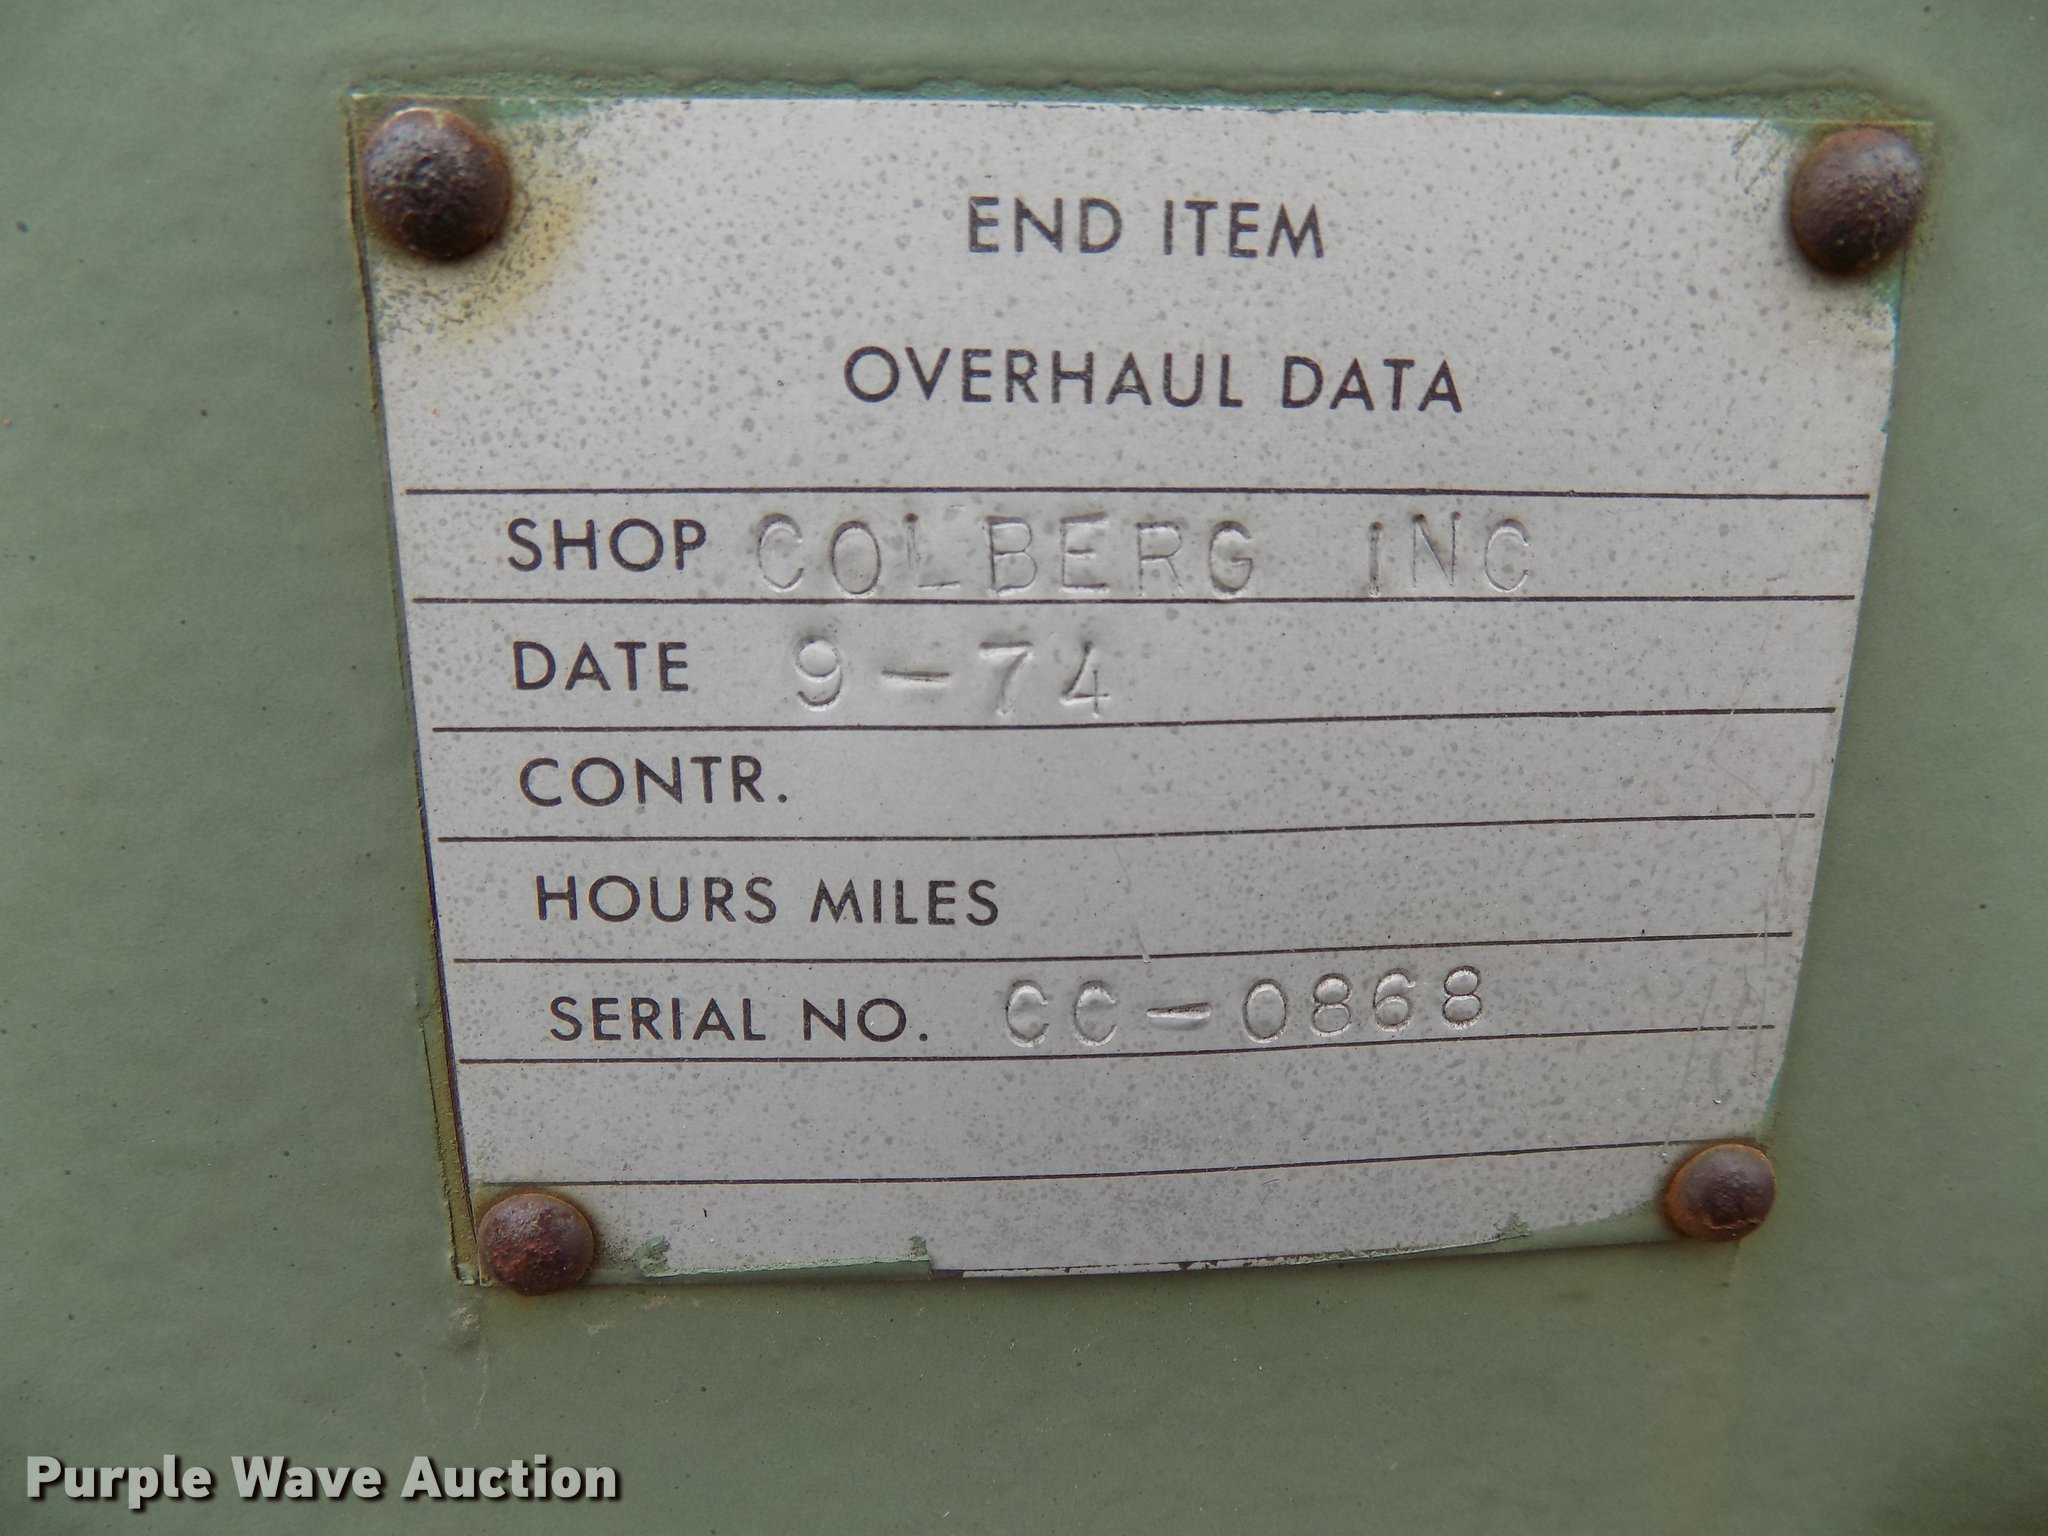 END ITEM
OVERHAUL DATA
SHOP COLBERG INC
DATE 9-74
CONTR.
HOURS MILES
SERIAL NO. CC-0868
Purple Wave Auction